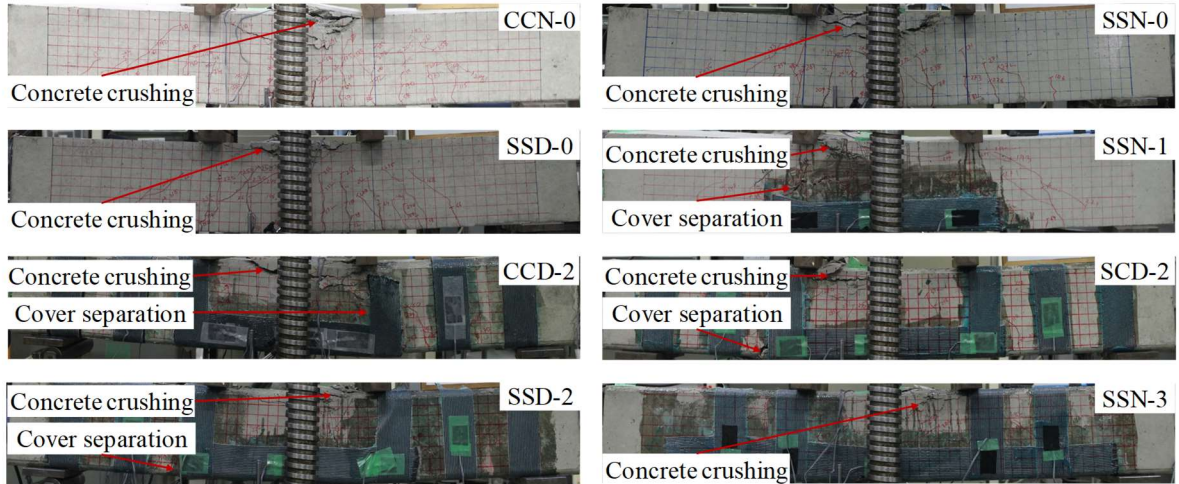 CCN-0
Concrete crushing
SSN-0
Concrete crushing
SSD-0
Concrete crushing
SSN-1
Concrete crushing
Cover separation
CCD-2
Concrete crushing
Cover separation
SCD-2
Concrete crushing
Cover separation
SSD-2
Concrete crushing
Cover separation
SSN-3
Concrete crushing